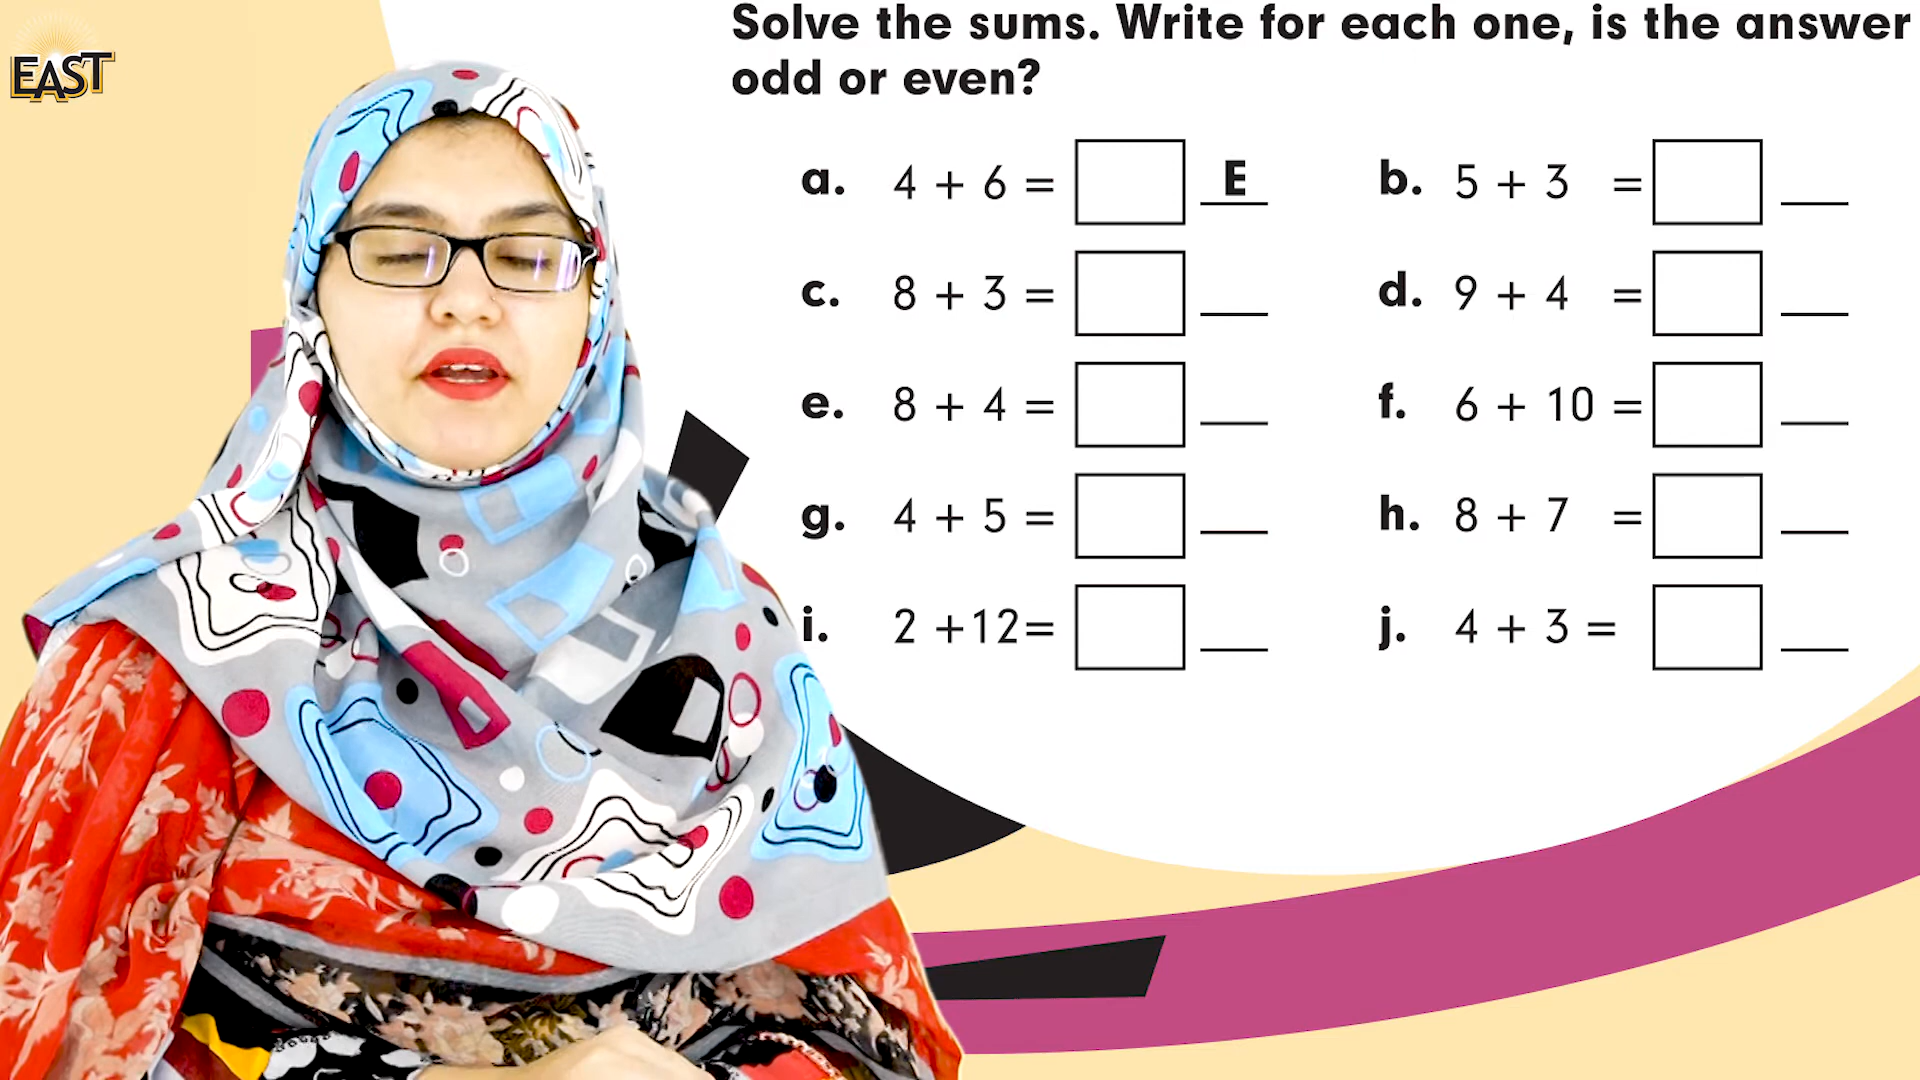 EAST
Solve the sums. Write for each one, is the answer
odd or even?
a. 4 + 6 = E b. 5 + 3 =
c. 8 + 3 = d. 9 + 4 =
e. 8 + 4 = f. 6 + 10 =
g. 4 + 5 = h. 8 + 7 =
i. 2 +12= j. 4 + 3 =